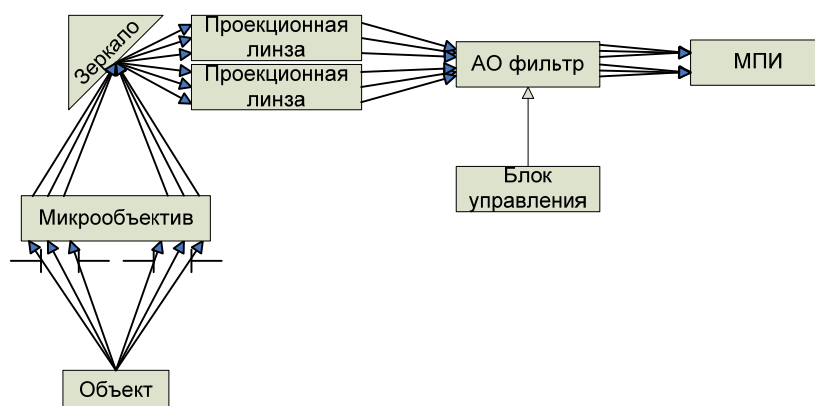 Зеркало
Проекционная
линза
Проекционная
линза
АО фильтр
МПИ
Блок
управления
Микрообъектив
Объект